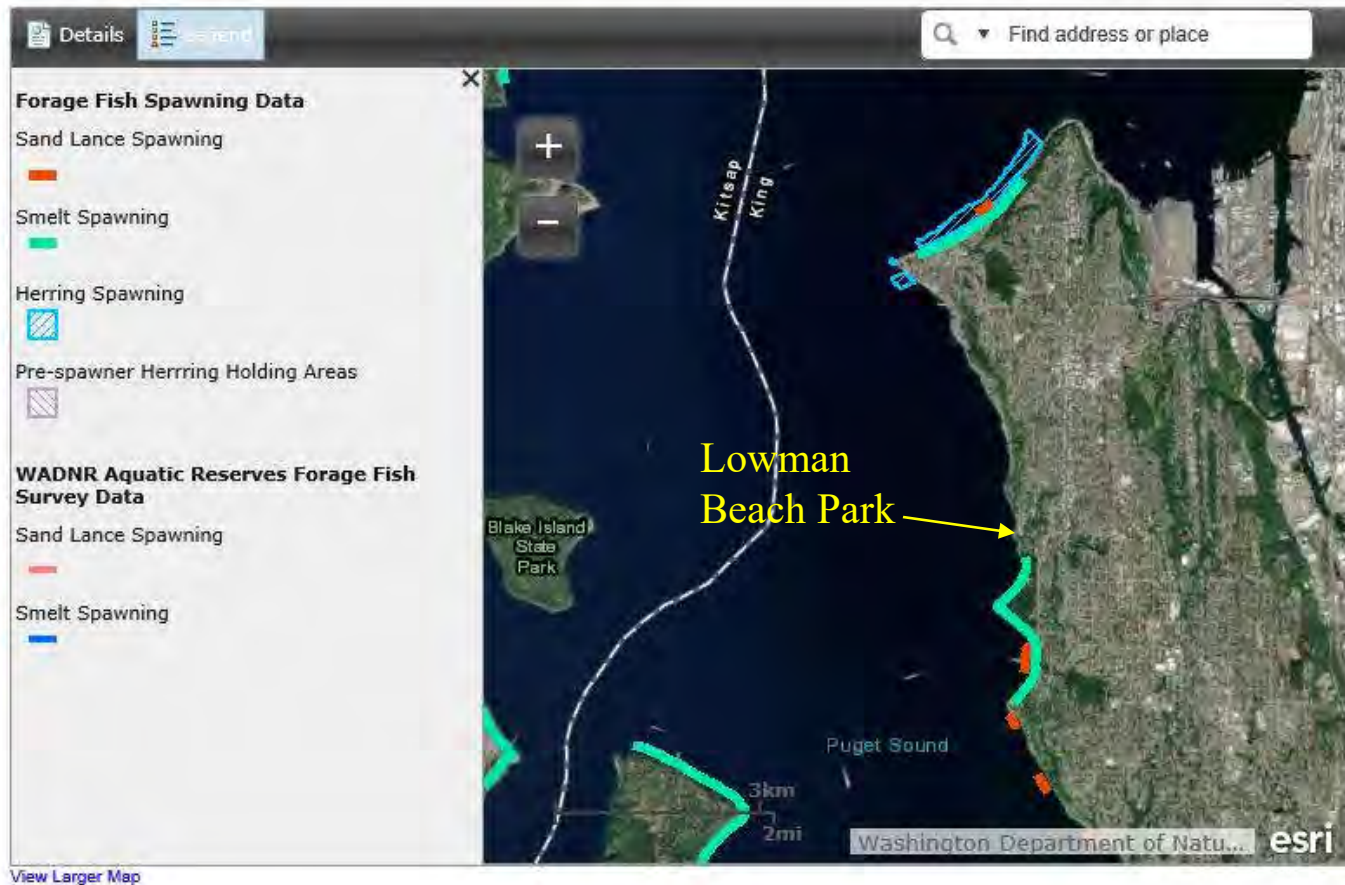 Details
Find address or place
Forage Fish Spawning Data
Sand Lance Spawning
Smelt Spawning
Herring Spawning
Pre-spawner Herrring Holding Areas
WADNR Aquatic Reserves Forage Fish
Survey Data
Sand Lance Spawning
Smelt Spawning
+
−
Kitsap
King
Lowman
Beach Park
Blake Island
State
Park
Puget Sound
3km
2mi
Washington Department of Natu...
esri
View Larger Map